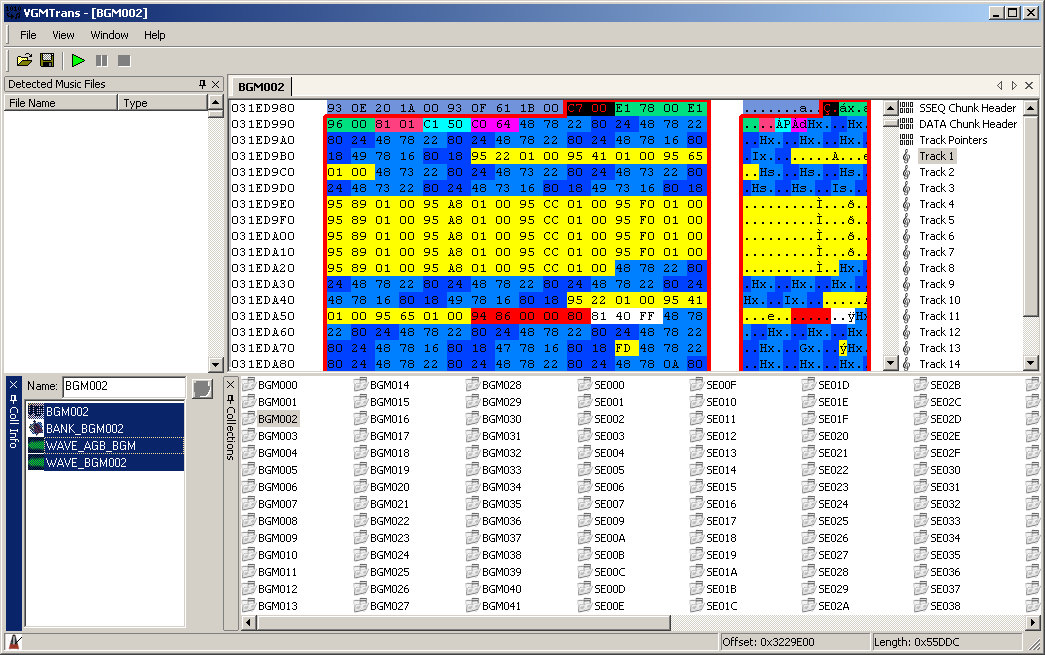 VGMTrans - [BGM002]
File View Window Help
Detected Music Files
File Name Type
BGM002
031ED980 93 0E 20 1A 00 93 0F 61 1B 00 C7 00 E1 78 00 E1 .......a..Ç.áx.á
031ED990 96 00 81 01 C1 50 C0 64 48 78 22 80 24 48 78 22
031ED9A0 80 24 48 78 22 80 24 48 78 22 80 24 48 78 22 80
031ED9B0 18 49 78 16 80 18 95 22 01 00 95 41 01 00 95 65
031ED9C0 01 00 48 73 22 80 24 48 73 22 80 24 48 73 22 80
031ED9D0 24 48 73 22 80 24 48 73 16 80 18 49 73 16 80 18
031ED9E0 95 89 01 00 95 A8 01 00 95 CC 01 00 95 F0 01 00
031ED9F0 95 89 01 00 95 A8 01 00 95 CC 01 00 95 F0 01 00
031EDA00 95 89 01 00 95 A8 01 00 95 CC 01 00 95 F0 01 00
031EDA10 95 89 01 00 95 A8 01 00 95 CC 01 00 95 F0 01 00
031EDA20 95 89 01 00 95 A8 01 00 95 CC 01 00 48 78 22 80
031EDA30 24 48 78 22 80 24 48 78 22 80 24 48 78 22 80 24
031EDA40 48 78 16 80 18 49 78 16 80 18 95 22 01 00 95 41
031EDA50 01 00 95 65 01 00 94 86 00 00 80 81 40 FF 48 78
031EDA60 22 80 24 48 78 22 80 24 48 78 22 80 24 48 78 22
031EDA70 80 24 48 78 16 80 18 47 78 16 80 18 FD 48 78 22
031EDA80 80 24 48 78 22 80 24 48 78 22 80 24 48 78 0A 80
SSEQ Chunk Header
DATA Chunk Header
Track Pointers
Track 1
Track 2
Track 3
Track 4
Track 5
Track 6
Track 7
Track 8
Track 9
Track 10
Track 11
Track 12
Track 13
Track 14
Coll Info
Name: BGM002
BGM002
BANK_BGM002
WAVE_AGB_BGM
WAVE_BGM002
Collections
BGM000 BGM014 BGM028 SE000 SE00F SE01D SE02B
BGM001 BGM015 BGM029 SE001 SE010 SE01E SE02C
BGM002 BGM016 BGM030 SE002 SE011 SE01F SE02D
BGM003 BGM017 BGM031 SE003 SE012 SE020 SE02E
BGM004 BGM018 BGM032 SE004 SE013 SE021 SE02F
BGM005 BGM019 BGM033 SE005 SE014 SE022 SE030
BGM006 BGM020 BGM034 SE006 SE015 SE023 SE031
BGM007 BGM021 BGM035 SE007 SE016 SE024 SE032
BGM008 BGM022 BGM036 SE009 SE017 SE025 SE033
BGM009 BGM023 BGM037 SE00A SE018 SE026 SE034
BGM010 BGM024 BGM038 SE00B SE019 SE027 SE035
BGM011 BGM025 BGM039 SE00C SE01A SE028 SE036
BGM012 BGM026 BGM040 SE00D SE01B SE029 SE037
BGM013 BGM027 BGM041 SE00E SE01C SE02A SE038
Offset: 0x3229E00 Length: 0x55DDC